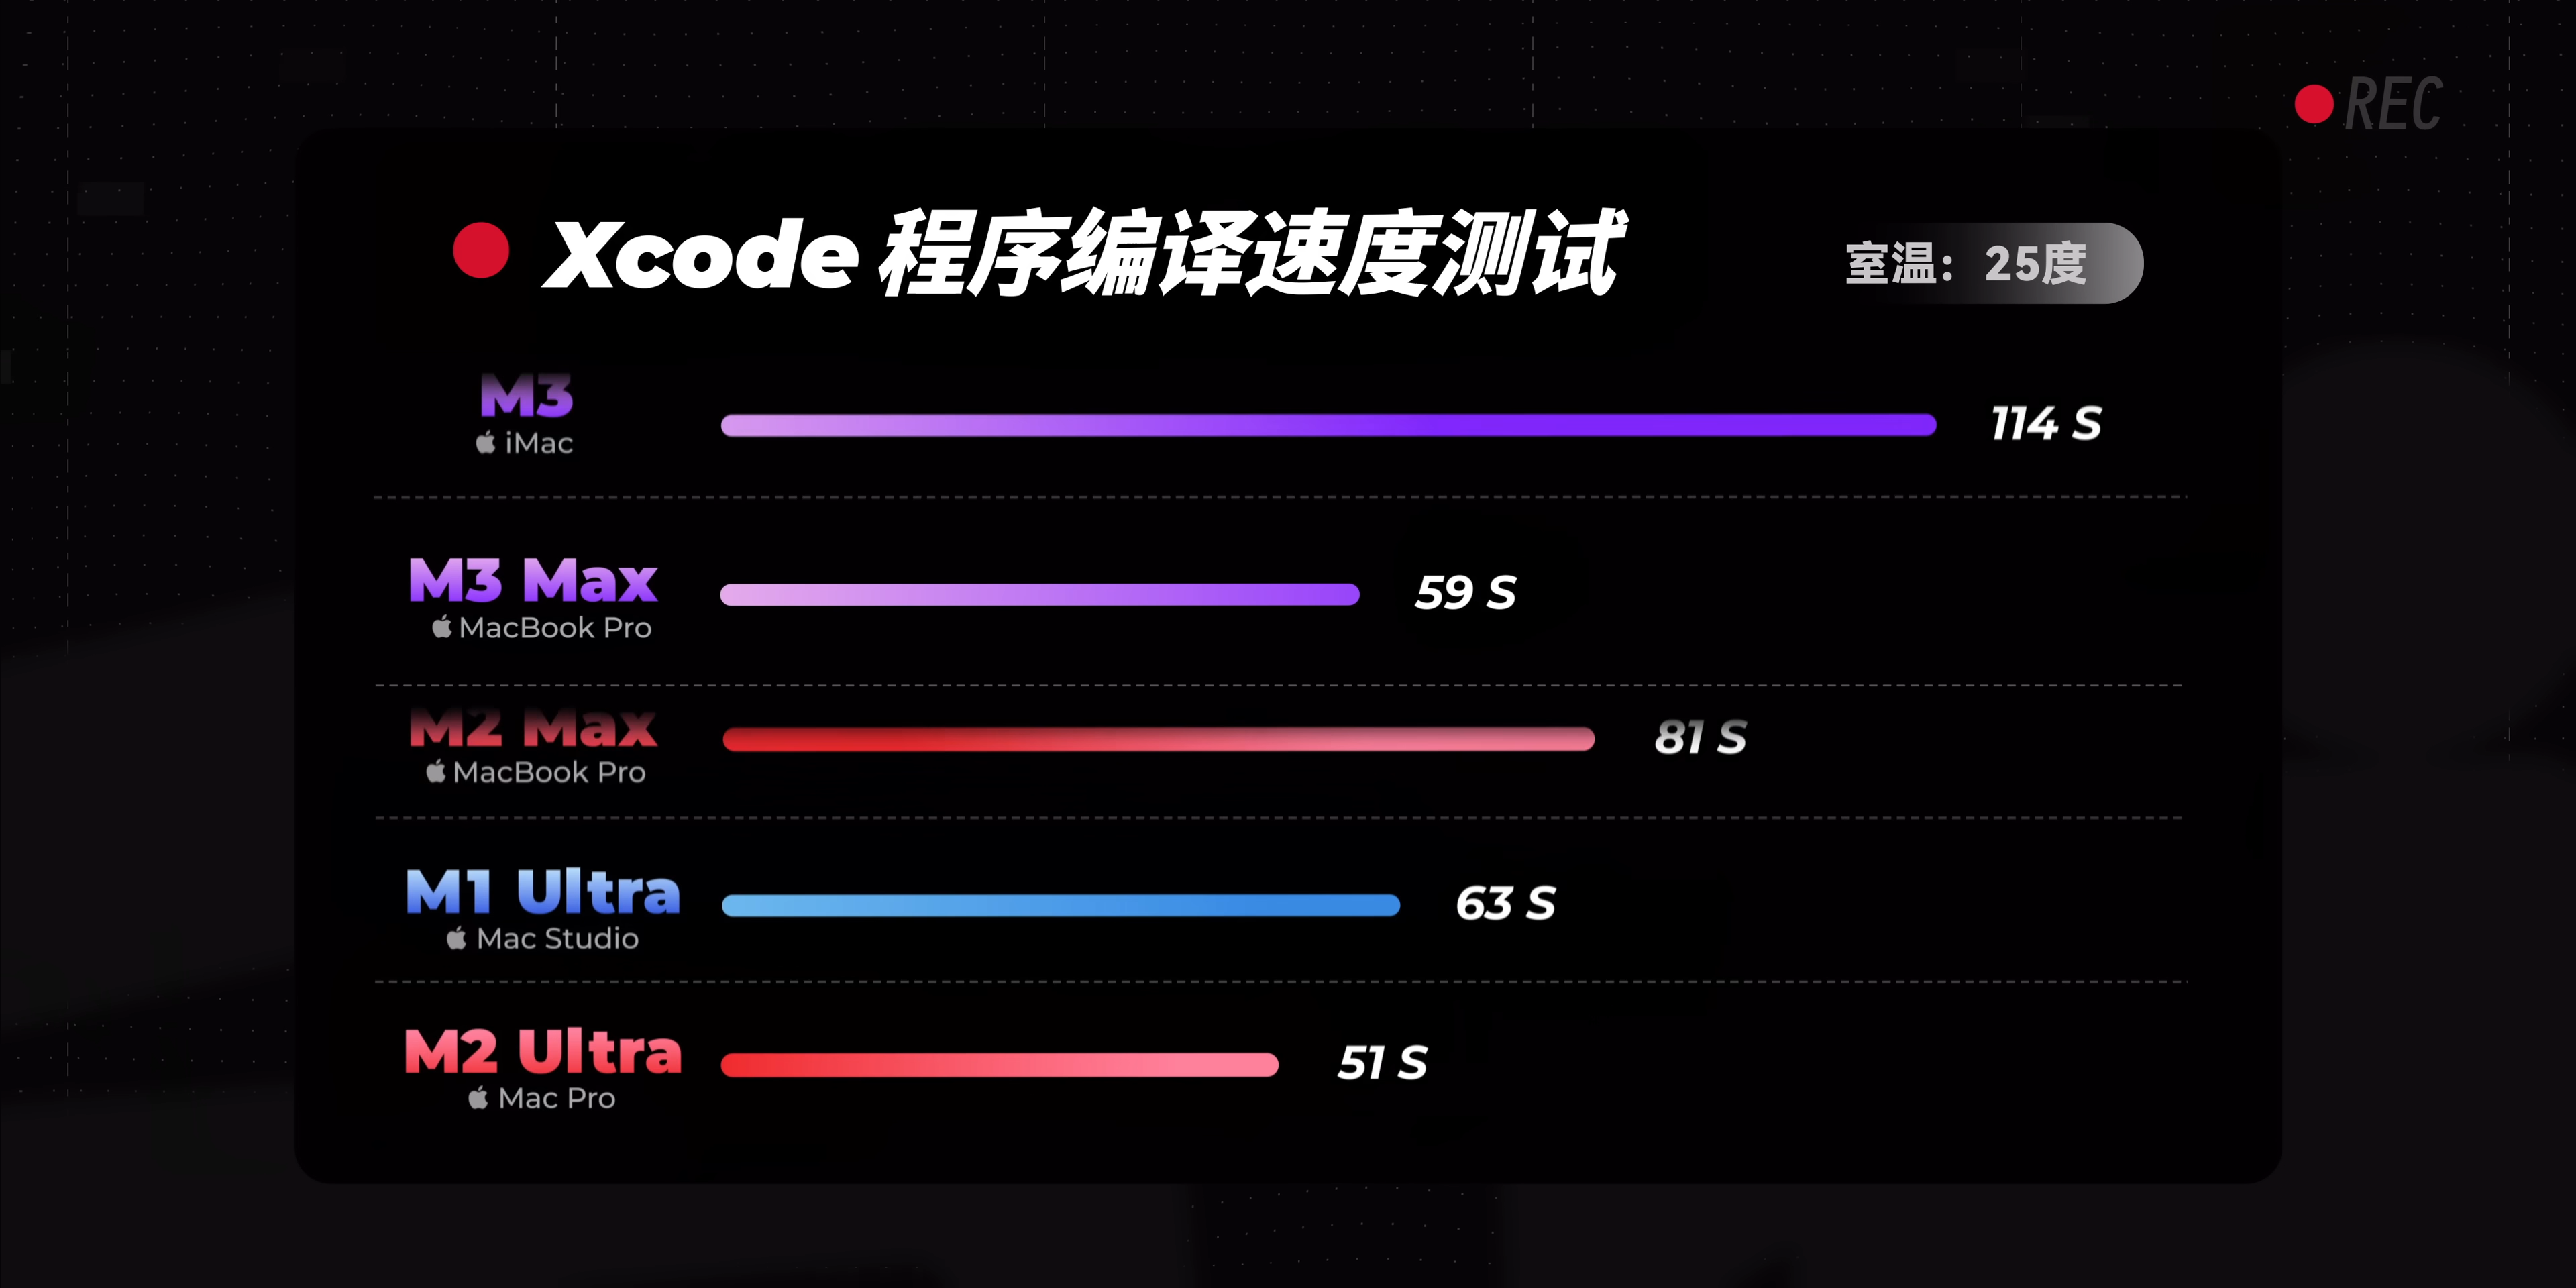 REC
Xcode 程序编译速度测试
室温：25度
M3
iMac
114 S
M3 Max
MacBook Pro
59 S
M2 Max
MacBook Pro
81 S
M1 Ultra
Mac Studio
63 S
M2 Ultra
Mac Pro
51 S